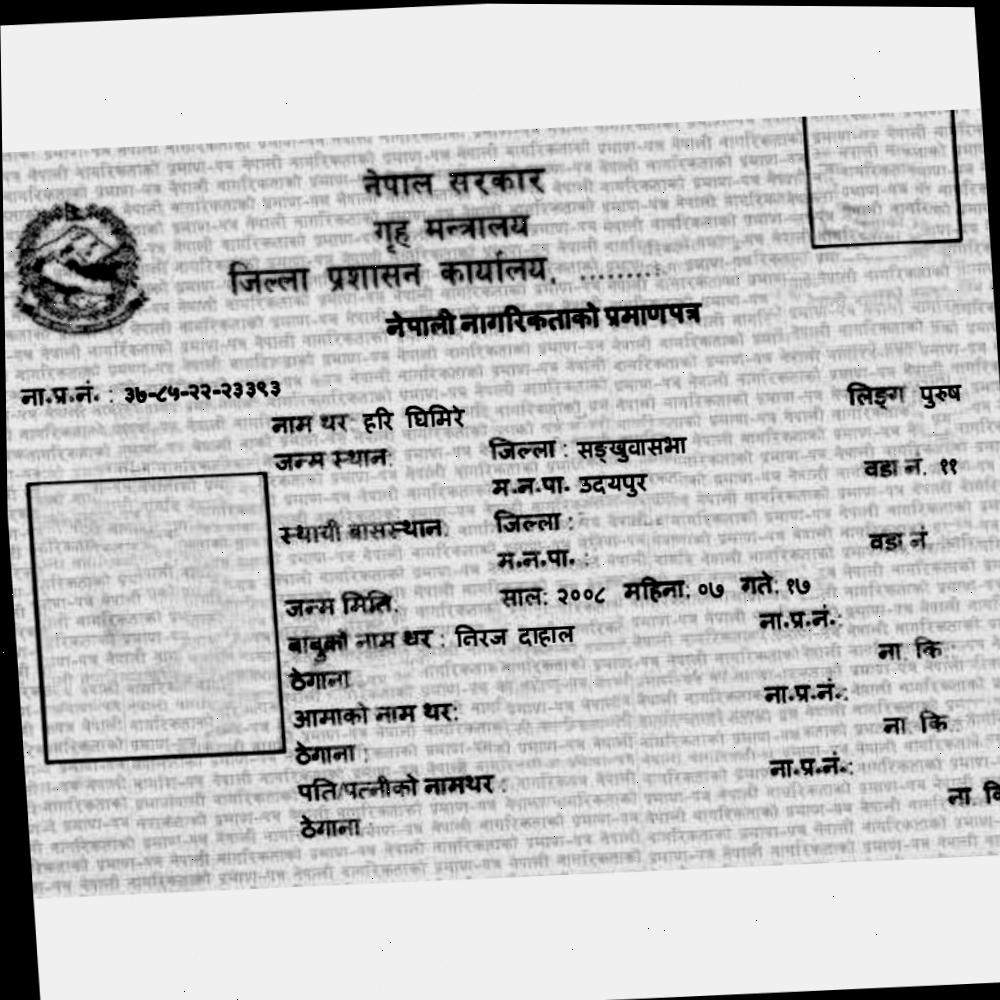 नेपाल सरकार
गृह मन्त्रालय
जिल्ला प्रशासन कार्यालय, .........
नेपाली नागरिकताको प्रमाणपत्र
ना.प्र.नं. : ३७-८५-२२-२३३९३
लिङ्ग पुरुष
नाम थर: हरि घिमिरे
जन्म स्थान: जिल्ला : सङ्खुवासभा
म.न.पा. उदयपुर वडा नं. ११
स्थायी बासस्थान: जिल्ला :
म.न.पा. : वडा नं.
जन्म मिति: साल: २००८ महिना: ०७ गते: १७
बाबुको नाम थर : निरज दाहाल ना.प्र.नं.:
ठेगाना ना. कि.:
आमाको नाम थर: ना.प्र.नं.:
ठेगाना : ना. कि.
पति/पत्नीको नामथर : ना.प्र.नं.:
ठेगाना : ना. कि